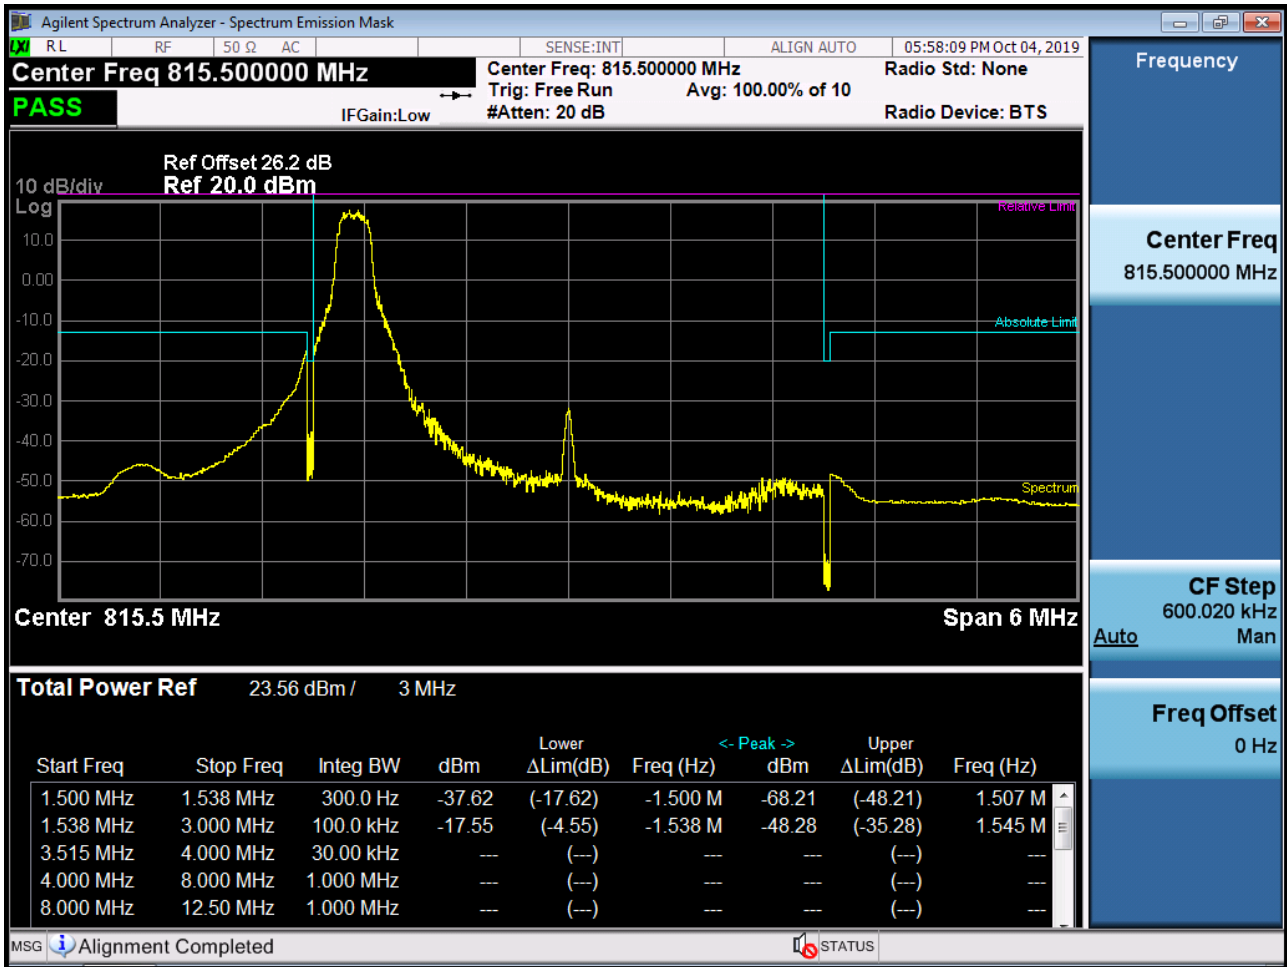 Agilent Spectrum Analyzer - Spectrum Emission Mask
LXI RL RF 50 Ω AC SENSE:INT ALIGN AUTO 05:58:09 PM Oct 04, 2019
Center Freq 815.500000 MHz
Center Freq: 815.500000 MHz
Radio Std: None
Trig: Free Run
Avg: 100.00% of 10
PASS
IFGain:Low
#Atten: 20 dB
Radio Device: BTS
Ref Offset 26.2 dB
10 dB/div Ref 20.0 dBm
Log
Relative Limit
10.0
0.00
-10.0
Absolute Limit
-20.0
-30.0
-40.0
-50.0
Spectrum
-60.0
-70.0
Center 815.5 MHz
Span 6 MHz
Total Power Ref 23.56 dBm / 3 MHz
Lower <- Peak -> Upper
Start Freq Stop Freq Integ BW dBm ΔLim(dB) Freq (Hz) dBm ΔLim(dB) Freq (Hz)
1.500 MHz 1.538 MHz 300.0 Hz -37.62 (-17.62) -1.500 M -68.21 (-48.21) 1.507 M
1.538 MHz 3.000 MHz 100.0 kHz -17.55 (-4.55) -1.538 M -48.28 (-35.28) 1.545 M
3.515 MHz 4.000 MHz 30.00 kHz --- (---) --- --- (---) ---
4.000 MHz 8.000 MHz 1.000 MHz --- (---) --- --- (---) ---
8.000 MHz 12.50 MHz 1.000 MHz --- (---) --- --- (---) ---
MSG Alignment Completed STATUS
Frequency
Center Freq
815.500000 MHz
CF Step
600.020 kHz
Auto Man
Freq Offset
0 Hz